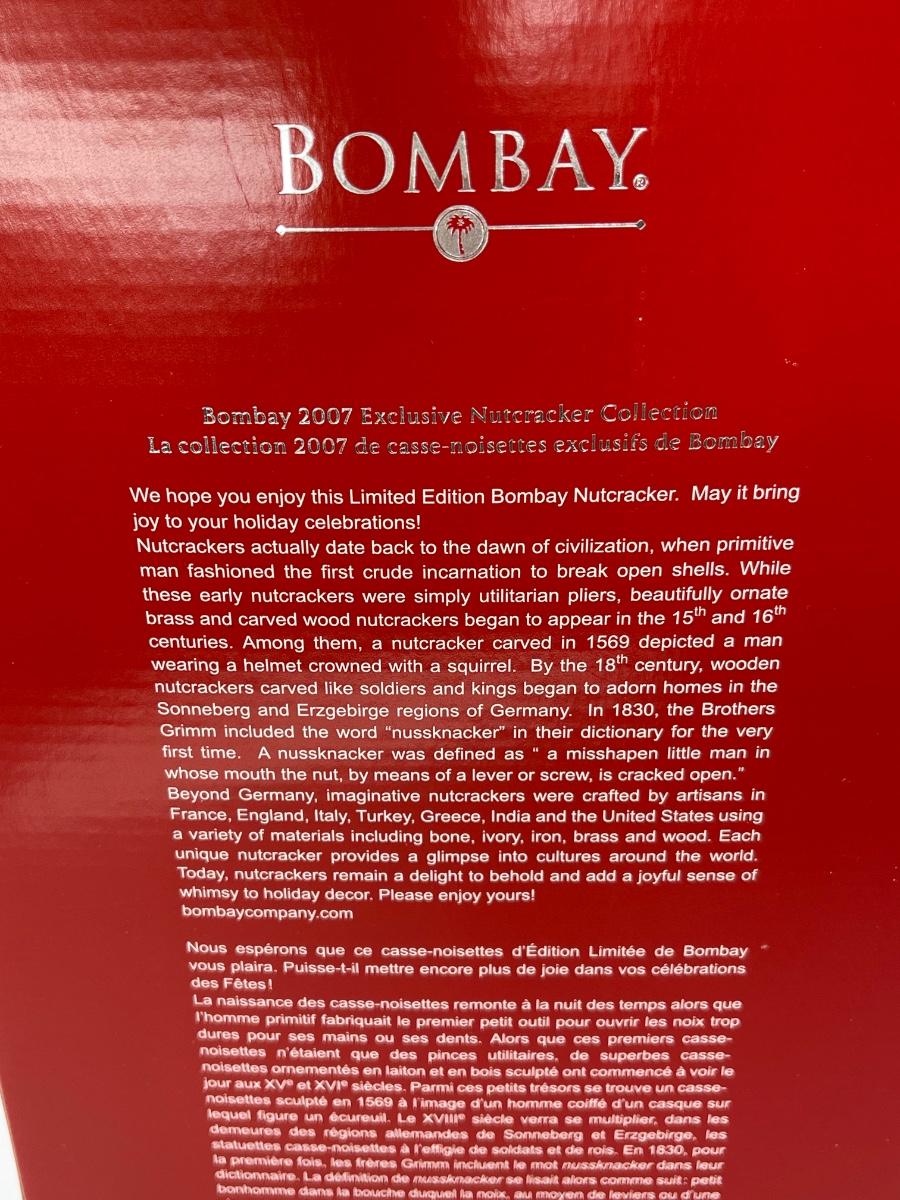 BOMBAY®
Bombay 2007 Exclusive Nutcracker Collection
La collection 2007 de casse-noisettes exclusifs de Bombay
We hope you enjoy this Limited Edition Bombay Nutcracker. May it bring
joy to your holiday celebrations!
Nutcrackers actually date back to the dawn of civilization, when primitive
man fashioned the first crude incarnation to break open shells. While
these early nutcrackers were simply utilitarian pliers, beautifully ornate
brass and carved wood nutcrackers began to appear in the 15th and 16th
centuries. Among them, a nutcracker carved in 1569 depicted a man
wearing a helmet crowned with a squirrel. By the 18th century, wooden
nutcrackers carved like soldiers and kings began to adorn homes in the
Sonneberg and Erzgebirge regions of Germany. In 1830, the Brothers
Grimm included the word “nussknacker” in their dictionary for the very
first time. A nussknacker was defined as “ a misshapen little man in
whose mouth the nut, by means of a lever or screw, is cracked open.”
Beyond Germany, imaginative nutcrackers were crafted by artisans in
France, England, Italy, Turkey, Greece, India and the United States using
a variety of materials including bone, ivory, iron, brass and wood. Each
unique nutcracker provides a glimpse into cultures around the world.
Today, nutcrackers remain a delight to behold and add a joyful sense of
whimsy to holiday decor. Please enjoy yours!
bombaycompany.com
Nous espérons que ce casse-noisettes d'Édition Limitée de Bombay
vous plaira. Puisse-t-il mettre encore plus de joie dans vos célébrations
des Fêtes!
La naissance des casse-noisettes remonte à la nuit des temps alors que
l'homme primitif fabriquait le premier petit outil pour ouvrir les noix trop
dures pour ses mains ou ses dents. Alors que ces premiers casse-
noisettes n'étaient que des pinces utilitaires, de superbes casse-
noisettes ornementés en laiton et en bois sculpté ont commencé à voir le
jour aux XVe et XVIe siècles. Parmi ces petits trésors se trouve un casse-
noisettes sculpté en 1569 à l'image d'un homme coiffé d'un casque sur
lequel figure un écureuil. Le XVIIIe siècle verra se multiplier, dans les
demeures des régions allemandes de Sonneberg et Erzgebirge, les
statuettes casse-noisettes à l'effigie de soldats et de rois. En 1830, pour
la première fois, les frères Grimm incluent le mot nussknacker dans leur
dictionnaire. La définition de nussknacker se lisait alors comme suit: petit
bonhomme dans la bouche duquel la noix, au moyen de leviers ou d'une